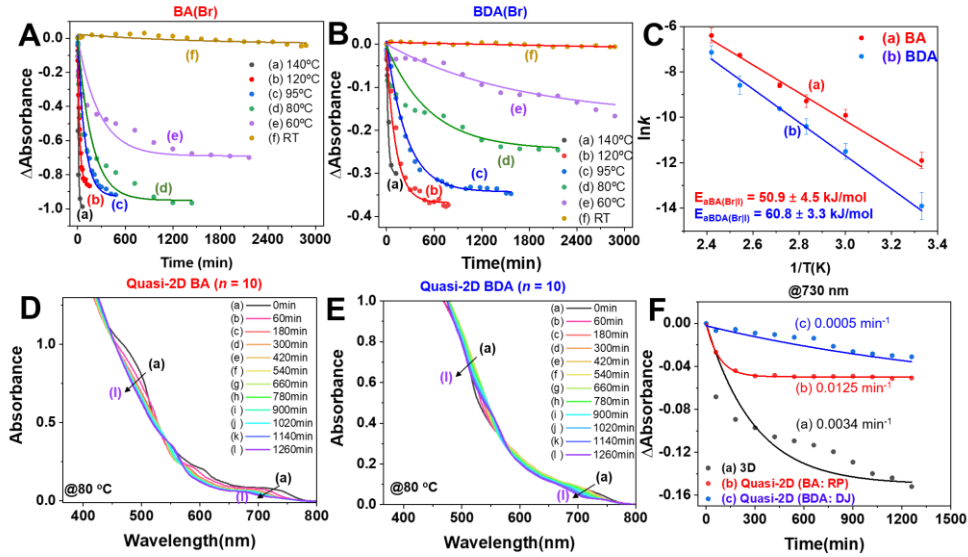 A
BA(Br)
ΔAbsorbance
0.0
-0.2
-0.4
-0.6
-0.8
-1.0
(f)
(e)
(d)
(c)
(b)
(a)
(a) 140ºC
(b) 120ºC
(c) 95ºC
(d) 80ºC
(e) 60ºC
(f) RT
0 600 1200 1800 2400 3000
Time (min)
B
BDA(Br)
ΔAbsorbance
0.0
-0.1
-0.2
-0.3
-0.4
(f)
(e)
(d)
(c)
(b)
(a)
(a) 140ºC
(b) 120ºC
(c) 95ºC
(d) 80ºC
(e) 60ºC
(f) RT
0 600 1200 1800 2400 3000
Time(min)
C
lnk
-6
-8
-10
-12
-14
(a) BA
(b) BDA
(a)
(b)
EaBA(Br|I) = 50.9 ± 4.5 kJ/mol
EaBDA(Br|I) = 60.8 ± 3.3 kJ/mol
2.4 2.6 2.8 3.0 3.2 3.4
1/T(K)
D
Quasi-2D BA (n = 10)
Absorbance
1.0
0.5
0.0
(a)
(l)
(a)
(l)
(a) 0min
(b) 60min
(c) 180min
(d) 300min
(e) 420min
(f) 540min
(g) 660min
(h) 780min
(i) 900min
(j) 1020min
(k) 1140min
(l) 1260min
@80 ºC
400 500 600 700 800
Wavelength (nm)
E
Quasi-2D BDA (n = 10)
Absorbance
1.0
0.8
0.6
0.4
0.2
0.0
(a)
(l)
(a)
(l)
(a) 0min
(b) 60min
(c) 180min
(d) 300min
(e) 420min
(f) 540min
(g) 660min
(h) 780min
(i) 900min
(j) 1020min
(k) 1140min
(l) 1260min
@80 ºC
400 500 600 700 800
Wavelength(nm)
F
@730 nm
ΔAbsorbance
0.00
-0.04
-0.08
-0.12
-0.16
(c) 0.0005 min-1
(b) 0.0125 min-1
(a) 0.0034 min-1
(a) 3D
(b) Quasi-2D (BA: RP)
(c) Quasi-2D (BDA: DJ)
0 300 600 900 1200 1500
Time(min)